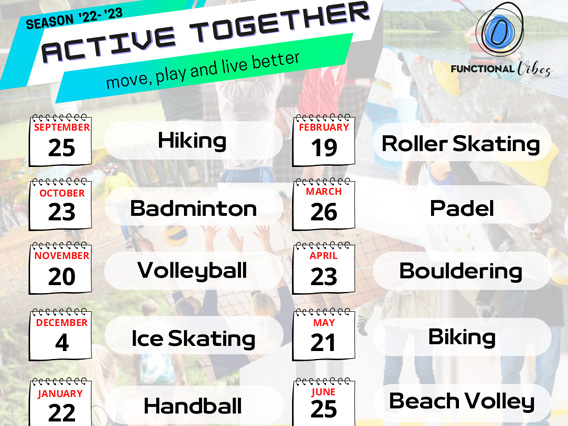 SEASON '22- '23
ACTIVE TOGETHER
move, play and live better
FUNCTIONAL Vibes
SEPTEMBER
25
Hiking
OCTOBER
23
Badminton
NOVEMBER
20
Volleyball
DECEMBER
4
Ice Skating
JANUARY
22
Handball
FEBRUARY
19
Roller Skating
MARCH
26
Padel
APRIL
23
Bouldering
MAY
21
Biking
JUNE
25
Beach Volley